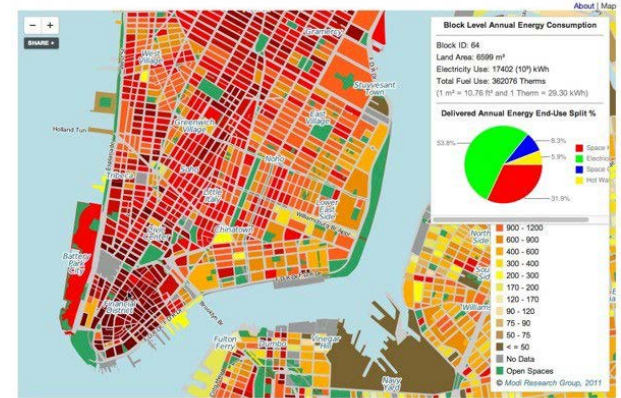 About | Map
+
−
SHARE +
Block Level Annual Energy Consumption
Block ID: 64
Land Area: 6599 m²
Electricity Use: 17402 (10³) kWh
Total Fuel Use: 362076 Therms
(1 m² = 10.76 ft² and 1 Therm = 29.30 kWh)
Delivered Annual Energy End-Use Split %
53.8%
8.3%
5.9%
31.9%
Space
Electric
Space
Hot Wa
900 - 1200
600 - 900
400 - 600
300 - 400
200 - 300
170 - 200
120 - 170
90 - 120
75 - 90
50 - 75
< = 50
No Data
Open Spaces
© Modi Research Group, 2011
Gramercy
West
Village
Stuyvesant
Town
East
Village
Greenwich
Village
Holland Tun
Noho
Soho
Tribeca
Little
Italy
Lower
East
Side
Chinatown
Civic
Center
Battery
Park
City
Financial
District
Brooklyn Br
Fulton
Ferry
Dumbo
Vinegar
Hill
Navy
Yard
North
Side